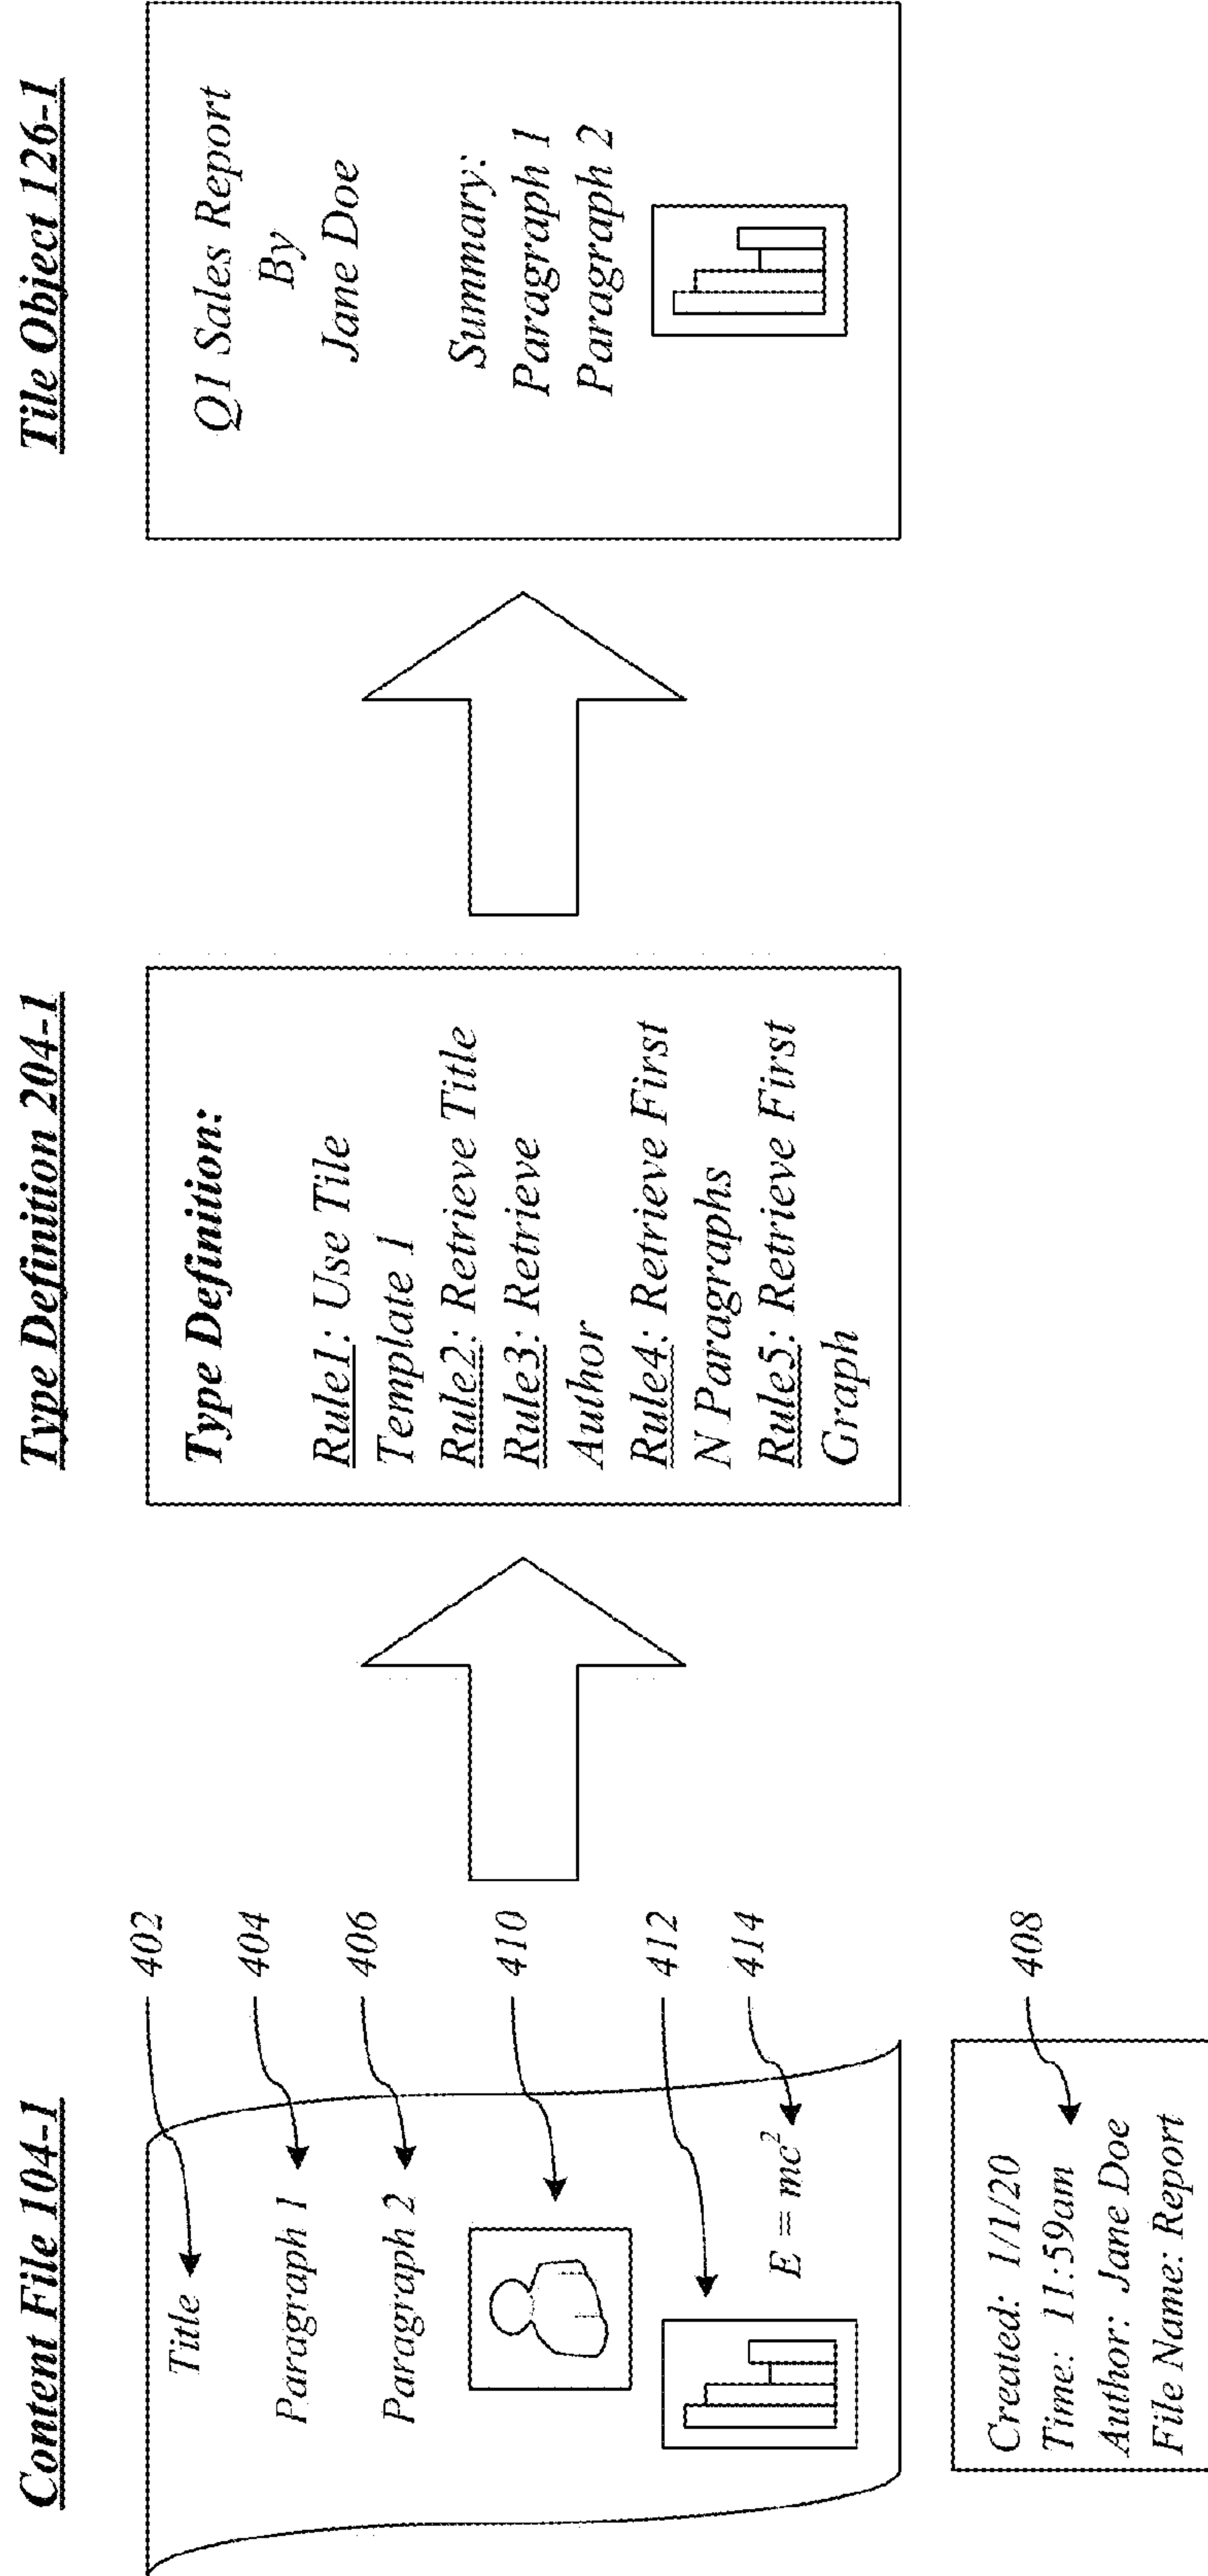 Content File 104-1
Title
Paragraph 1
Paragraph 2
E = mc²
402
404
406
410
412
414
Created: 1/1/20
Time: 11:59am
Author: Jane Doe
File Name: Report
408
Type Definition 204-1
Type Definition:
Rule1: Use Tile
Template 1
Rule2: Retrieve Title
Rule3: Retrieve
Author
Rule4: Retrieve First
N Paragraphs
Rule5: Retrieve First
Graph
Tile Object 126-1
Q1 Sales Report
By
Jane Doe
Summary:
Paragraph 1
Paragraph 2